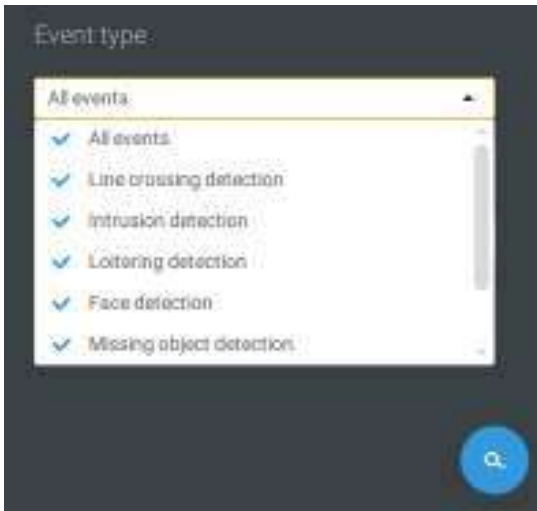 Event type
All events
All events
Line crossing detection
Intrusion detection
Loitering detection
Face detection
Missing object detection